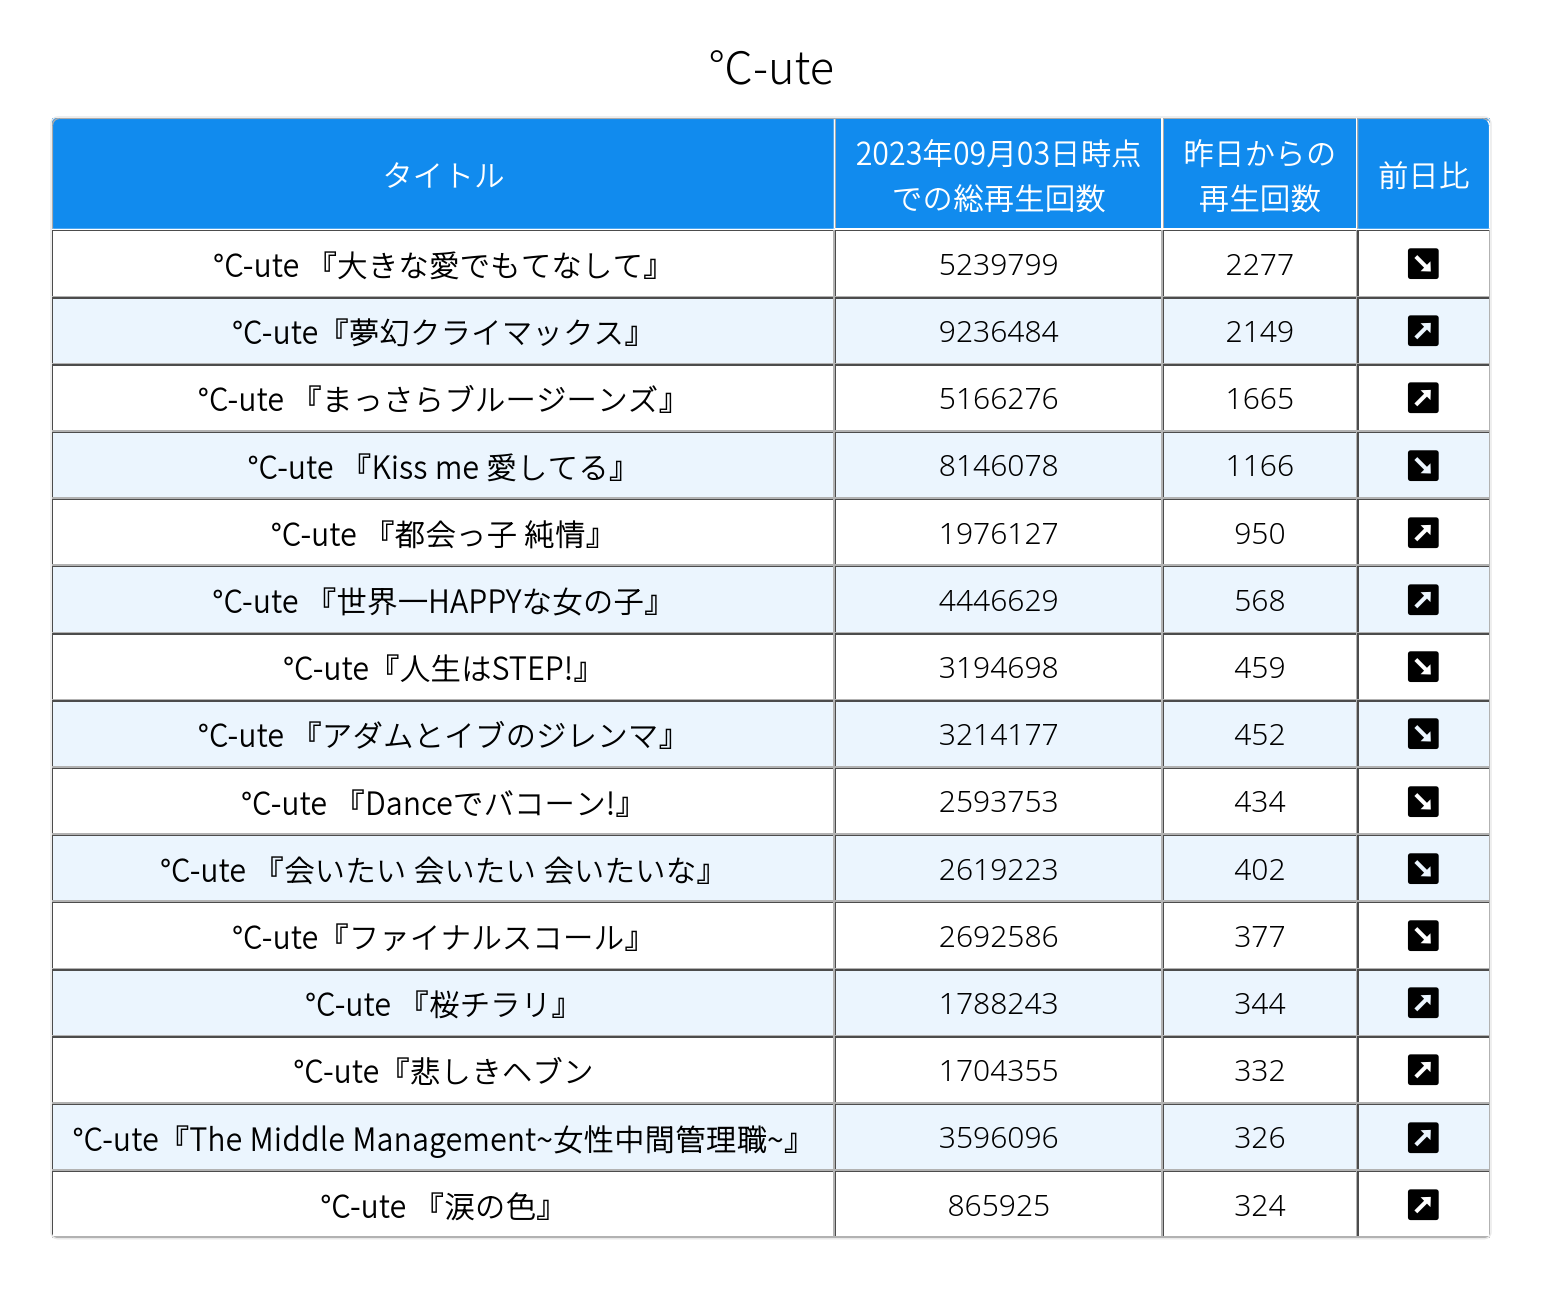 ℃-ute
タイトル
2023年09月03日時点
での総再生回数
昨日からの
再生回数
前日比
℃-ute 『大きな愛でもてなして』 5239799 2277
℃-ute『夢幻クライマックス』 9236484 2149
℃-ute 『まっさらブルージーンズ』 5166276 1665
℃-ute 『Kiss me 愛してる』 8146078 1166
℃-ute 『都会っ子 純情』 1976127 950
℃-ute 『世界一HAPPYな女の子』 4446629 568
℃-ute『人生はSTEP!』 3194698 459
℃-ute 『アダムとイブのジレンマ』 3214177 452
℃-ute 『Danceでバコーン!』 2593753 434
℃-ute 『会いたい 会いたい 会いたいな』 2619223 402
℃-ute『ファイナルスコール』 2692586 377
℃-ute 『桜チラリ』 1788243 344
℃-ute『悲しきヘブン 1704355 332
℃-ute『The Middle Management~女性中間管理職~』 3596096 326
℃-ute 『涙の色』 865925 324